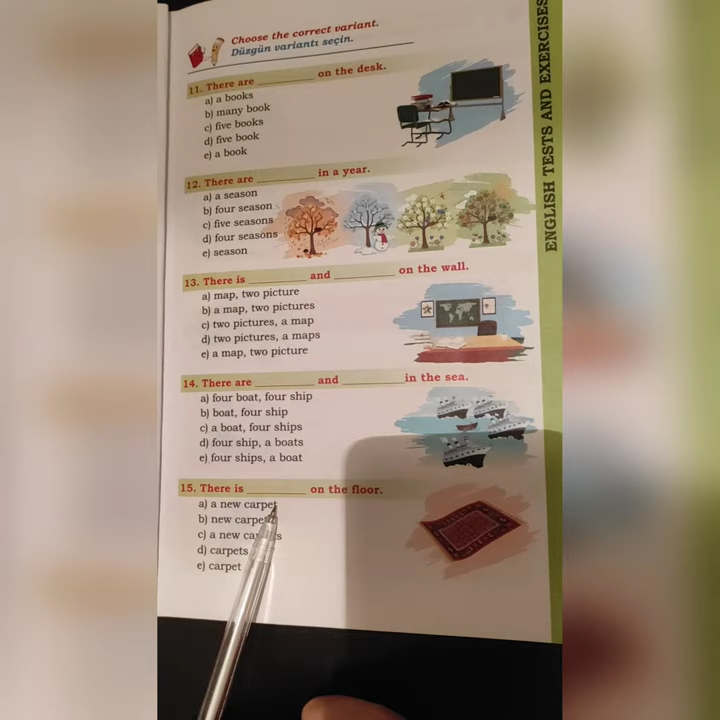 Choose the correct variant.
Düzgün variantı seçin.
11. There are __________ on the desk.
a) a books
b) many book
c) five books
d) five book
e) a book
12. There are __________ in a year.
a) a season
b) four season
c) five seasons
d) four seasons
e) season
13. There is __________ and __________ on the wall.
a) map, two picture
b) a map, two pictures
c) two pictures, a map
d) two pictures, a maps
e) a map, two picture
14. There are __________ and __________ in the sea.
a) four boat, four ship
b) boat, four ship
c) a boat, four ships
d) four ship, a boats
e) four ships, a boat
15. There is __________ on the floor.
a) a new carpet
b) new carpet
c) a new
d) carpets
e) carpet
ENGLISH TESTS AND EXERCISES